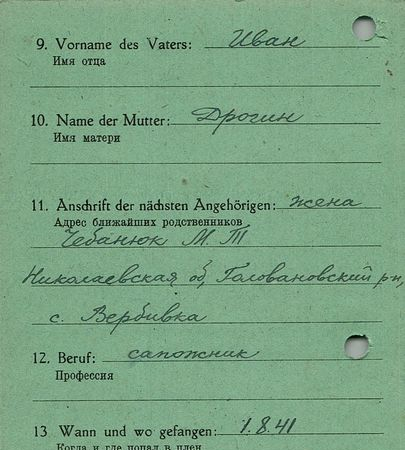 9. Vorname des Vaters: Иван
Имя отца
10. Name der Mutter: Дрогин
Имя матери
11. Anschrift der nächsten Angehörigen: жена
Адрес ближайших родственников
Чебанюк М. Т
Николаевская об, Головановский р-н,
с. Вербивка
12. Beruf: сапожник
Профессия
13 Wann und wo gefangen: 1.8.41
Когда и где попал в плен